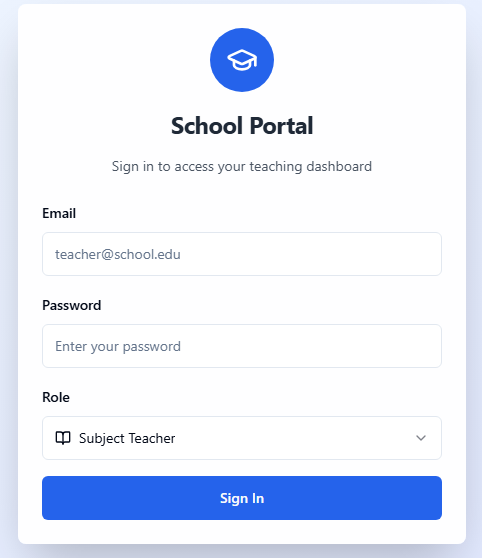 School Portal
Sign in to access your teaching dashboard
Email
teacher@school.edu
Password
Enter your password
Role
Subject Teacher
Sign In